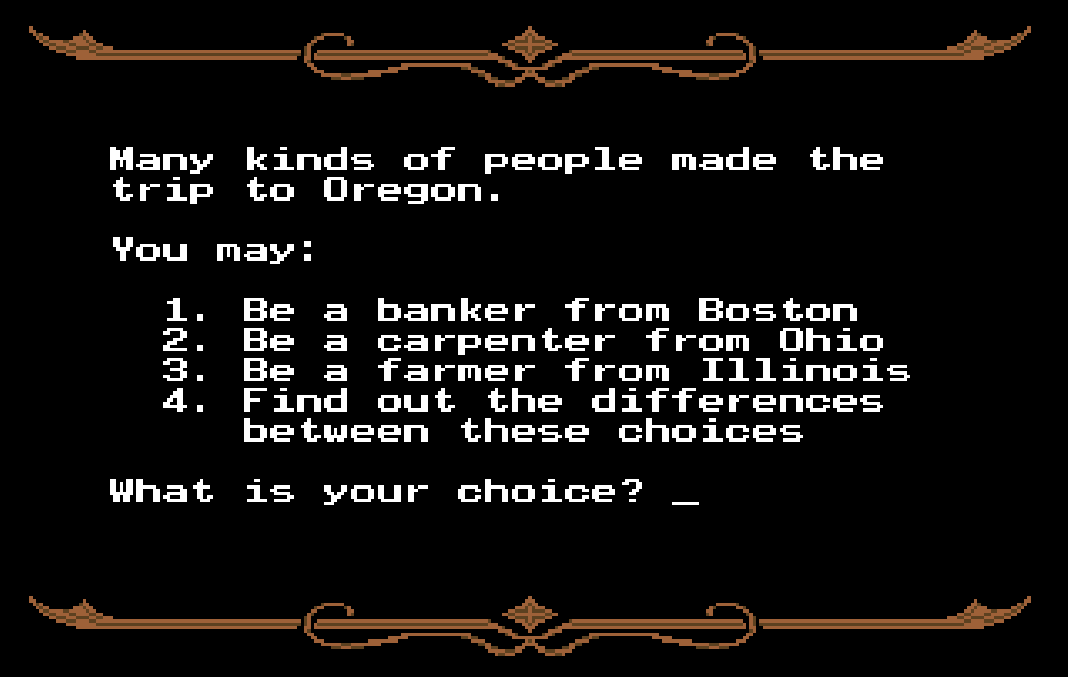 Many kinds of people made the
trip to Oregon.
You may:
1. Be a banker from Boston
2. Be a carpenter from Ohio
3. Be a farmer from Illinois
4. Find out the differences
between these choices
What is your choice? _